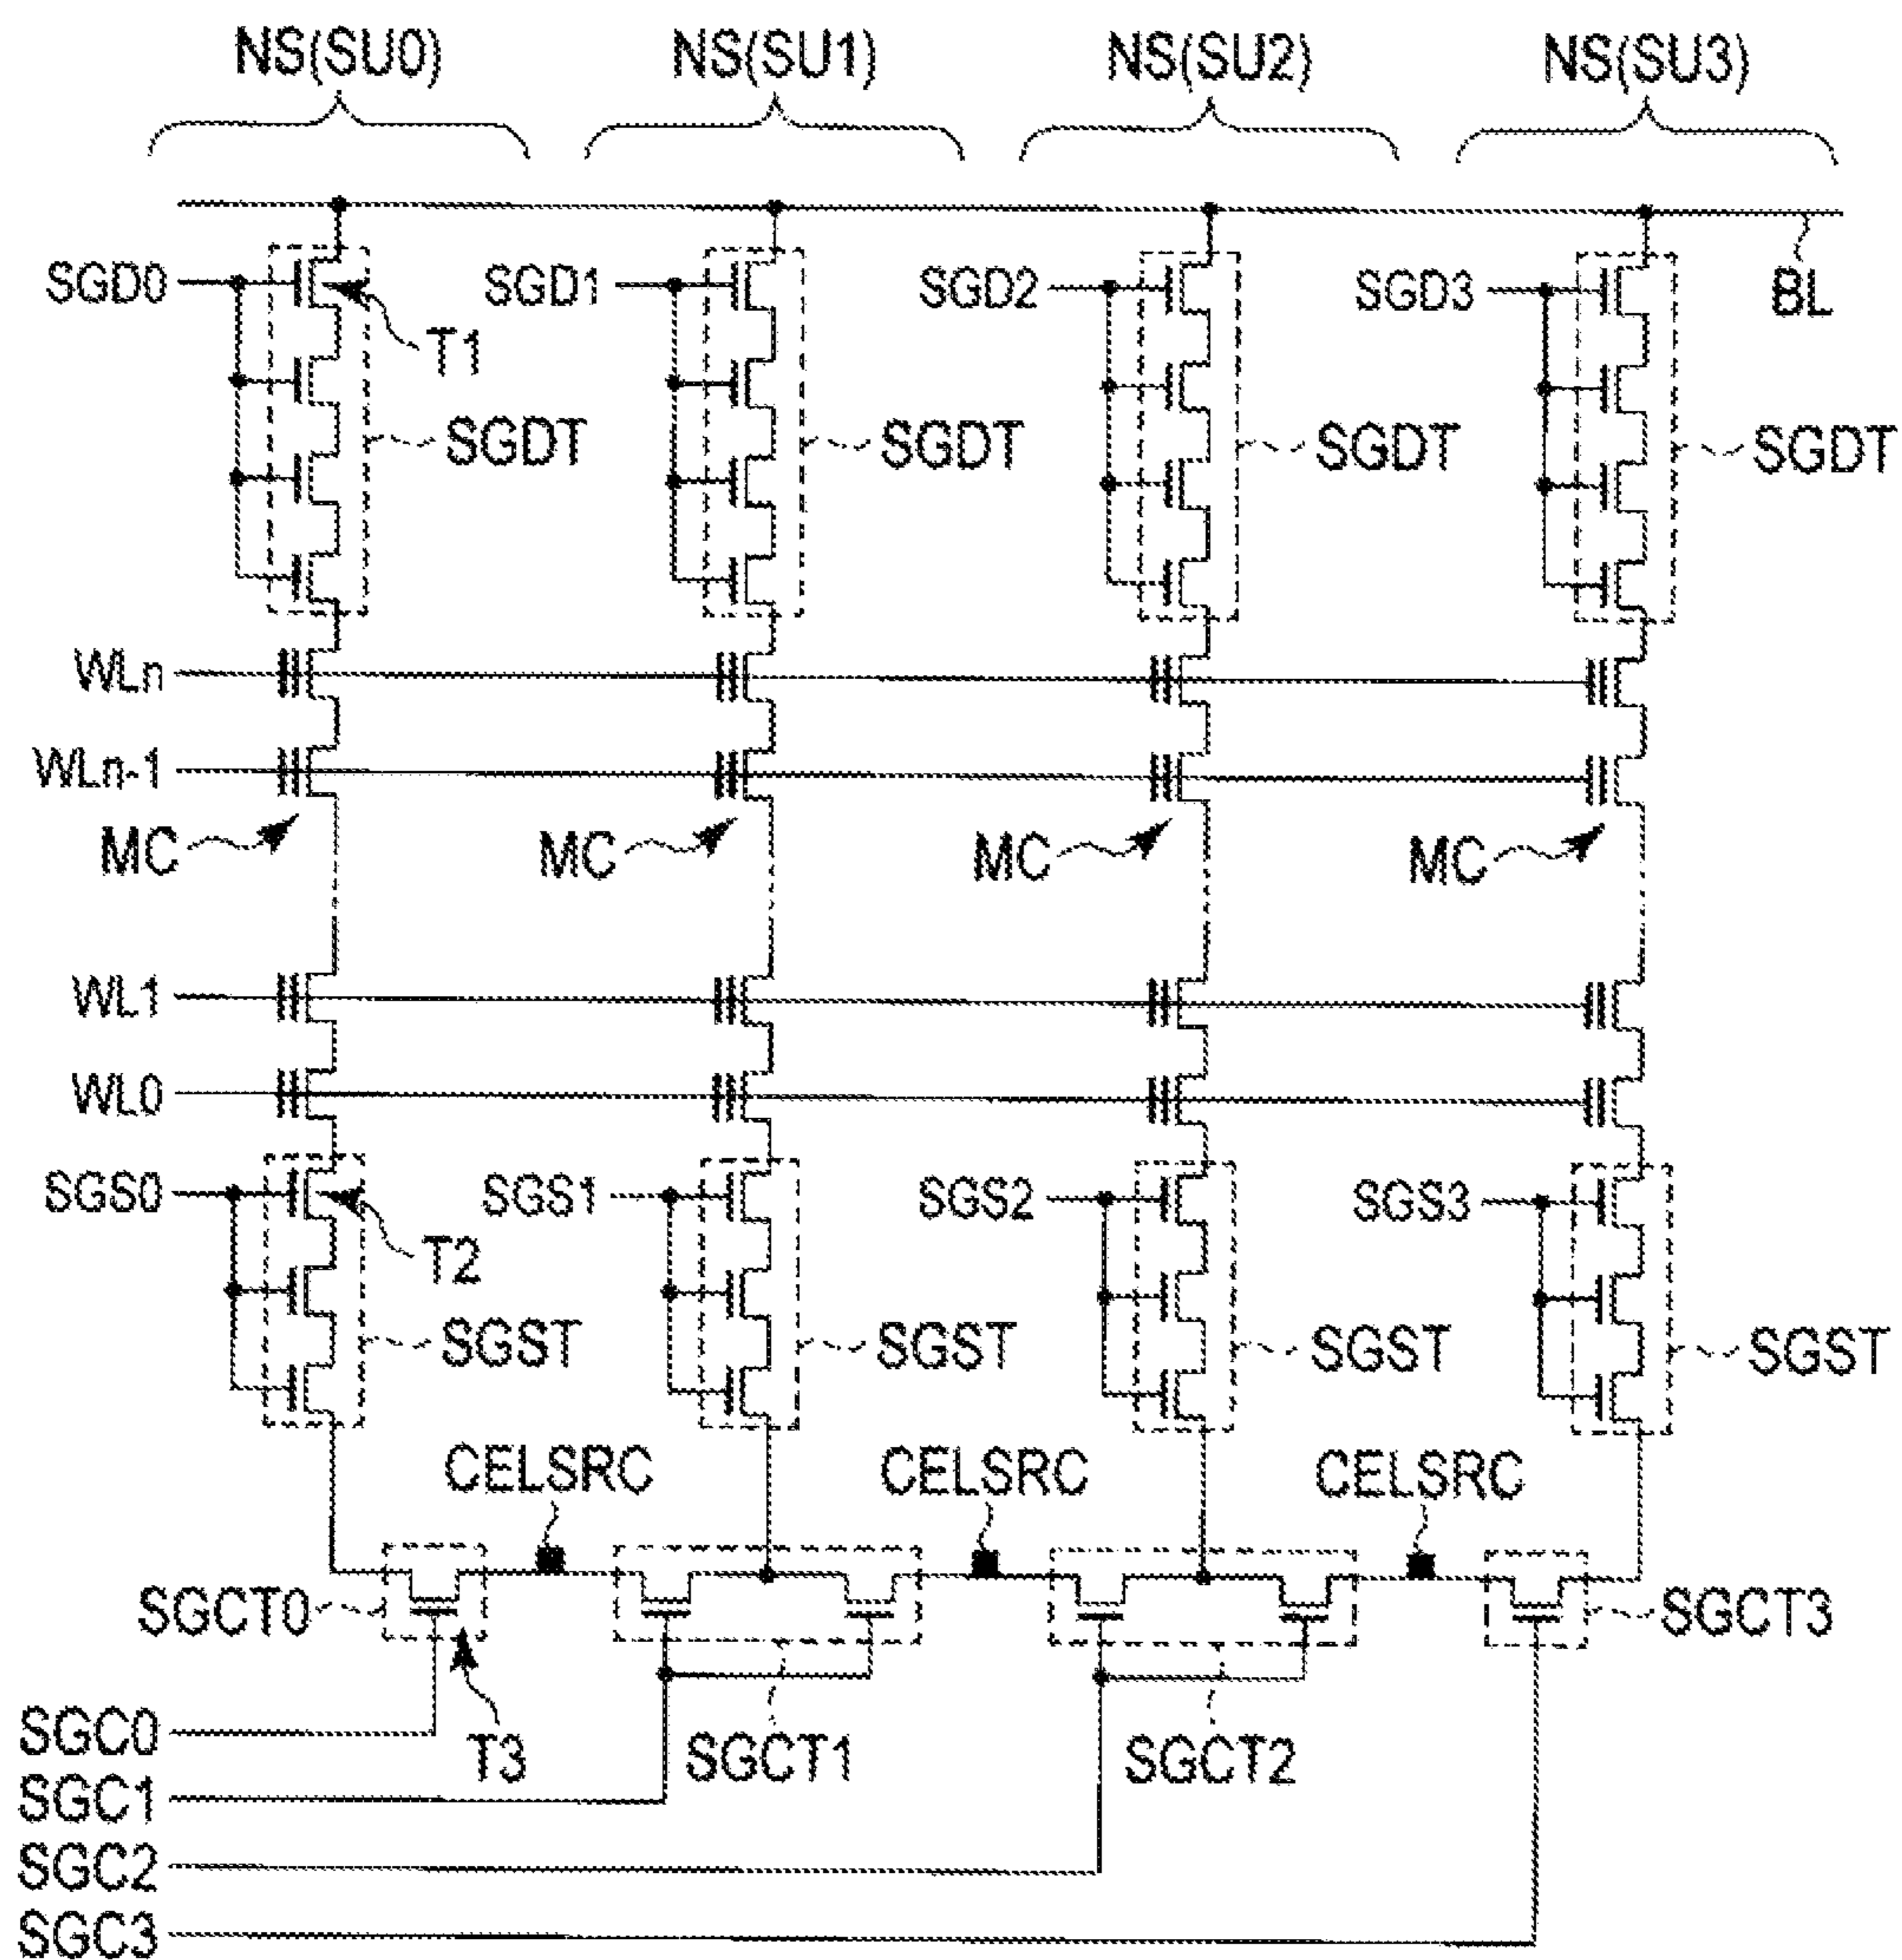 NS(SU0) NS(SU1) NS(SU2) NS(SU3)
SGD0 SGD1 SGD2 SGD3 BL
T1
SGDT SGDT SGDT SGDT
WLn
WLn-1
MC MC MC MC
WL1
WL0
SGS0 SGS1 SGS2 SGS3
T2
SGST SGST SGST SGST
CELSRC CELSRC CELSRC
SGCT0 SGCT3
SGC0 T3 SGCT1 SGCT2
SGC1
SGC2
SGC3